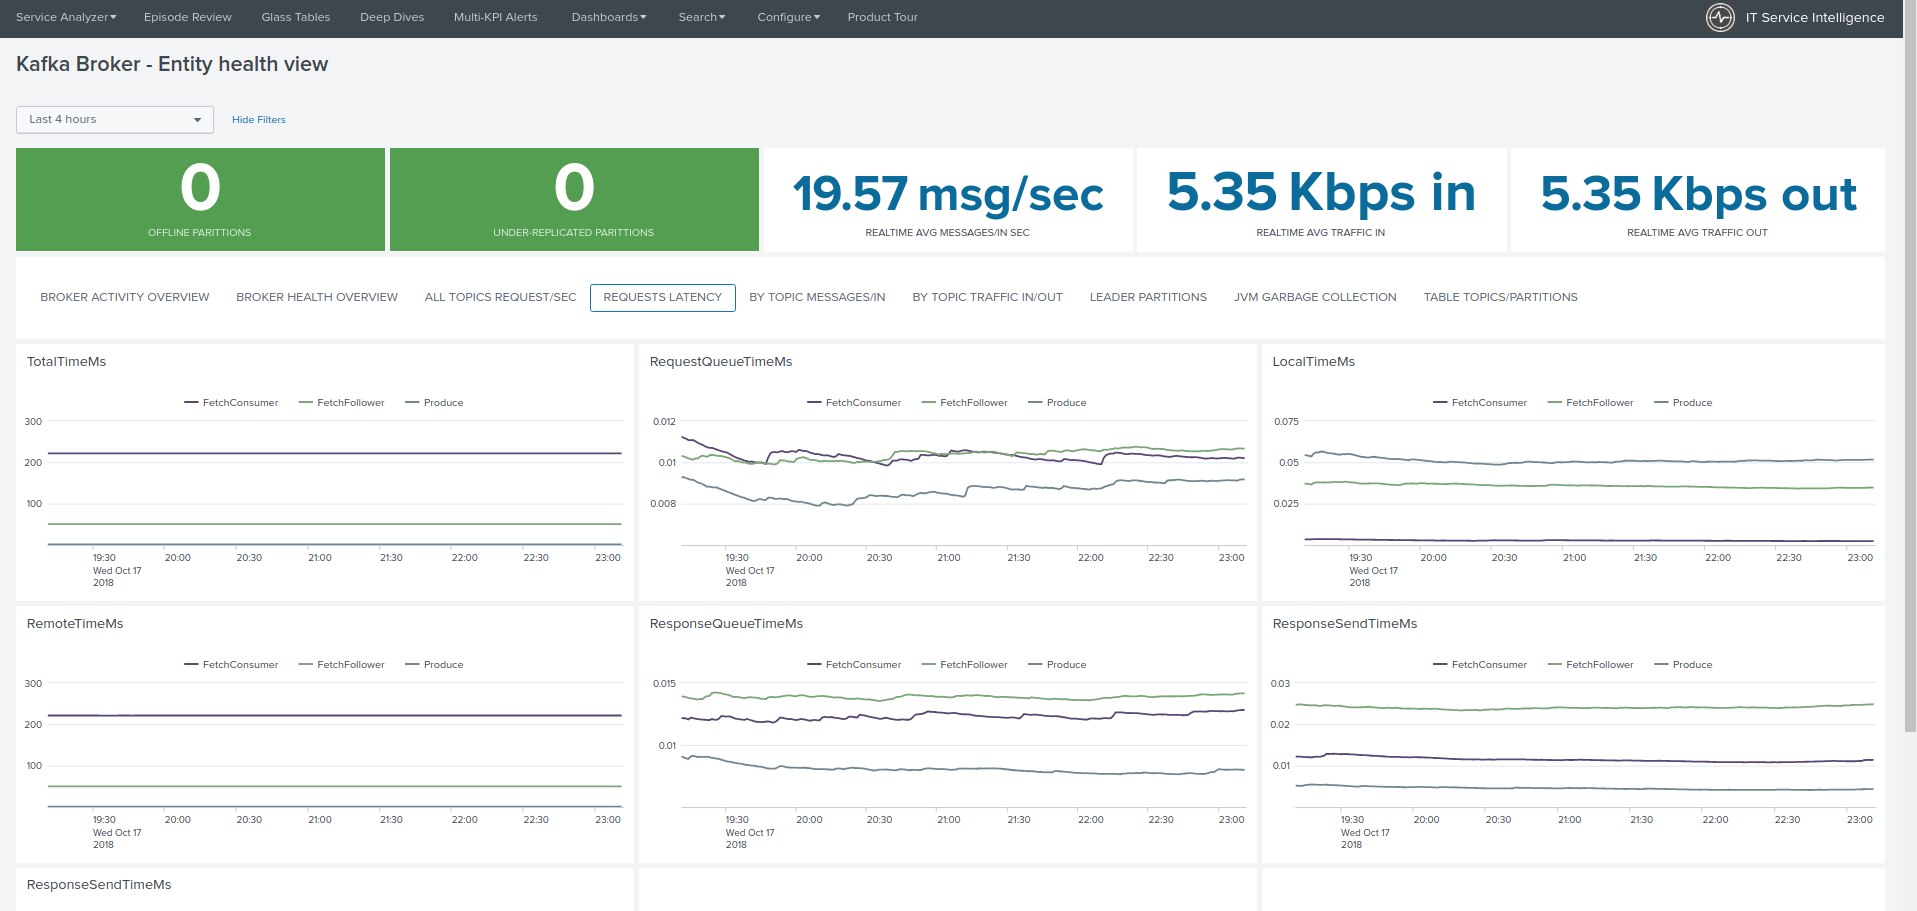 Service Analyzer Episode Review Glass Tables Deep Dives Multi-KPI Alerts Dashboards Search Configure Product Tour IT Service Intelligence
Kafka Broker - Entity health view
Last 4 hours Hide Filters
0
OFFLINE PARITTIONS
0
UNDER-REPLICATED PARITTIONS
19.57 msg/sec
REALTIME AVG MESSAGES/IN SEC
5.35 Kbps in
REALTIME AVG TRAFFIC IN
5.35 Kbps out
REALTIME AVG TRAFFIC OUT
BROKER ACTIVITY OVERVIEW BROKER HEALTH OVERVIEW ALL TOPICS REQUEST/SEC REQUESTS LATENCY BY TOPIC MESSAGES/IN BY TOPIC TRAFFIC IN/OUT LEADER PARTITIONS JVM GARBAGE COLLECTION TABLE TOPICS/PARTITIONS
TotalTimeMs
FetchConsumer FetchFollower Produce
300
200
100
19:30 20:00 20:30 21:00 21:30 22:00 22:30 23:00
Wed Oct 17
2018
RequestQueueTimeMs
FetchConsumer FetchFollower Produce
0.012
0.01
0.008
19:30 20:00 20:30 21:00 21:30 22:00 22:30 23:00
Wed Oct 17
2018
LocalTimeMs
FetchConsumer FetchFollower Produce
0.075
0.05
0.025
19:30 20:00 20:30 21:00 21:30 22:00 22:30 23:00
Wed Oct 17
2018
RemoteTimeMs
FetchConsumer FetchFollower Produce
300
200
100
19:30 20:00 20:30 21:00 21:30 22:00 22:30 23:00
Wed Oct 17
2018
ResponseQueueTimeMs
FetchConsumer FetchFollower Produce
0.015
0.01
19:30 20:00 20:30 21:00 21:30 22:00 22:30 23:00
Wed Oct 17
2018
ResponseSendTimeMs
FetchConsumer FetchFollower Produce
0.03
0.02
0.01
19:30 20:00 20:30 21:00 21:30 22:00 22:30 23:00
Wed Oct 17
2018
ResponseSendTimeMs